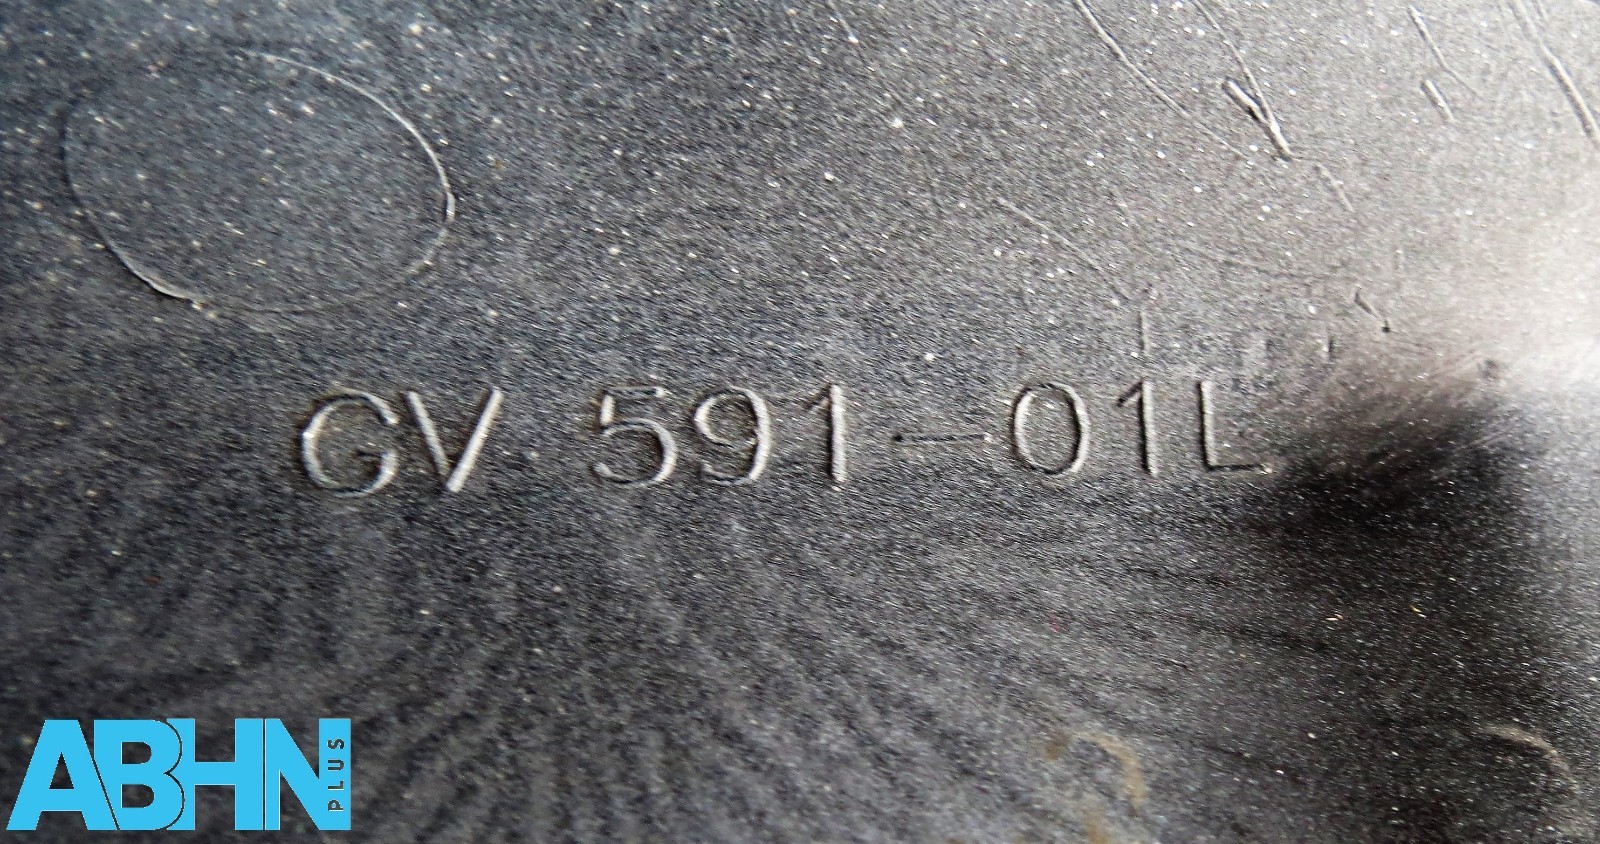 GV 591-01L
ABHN PLUS